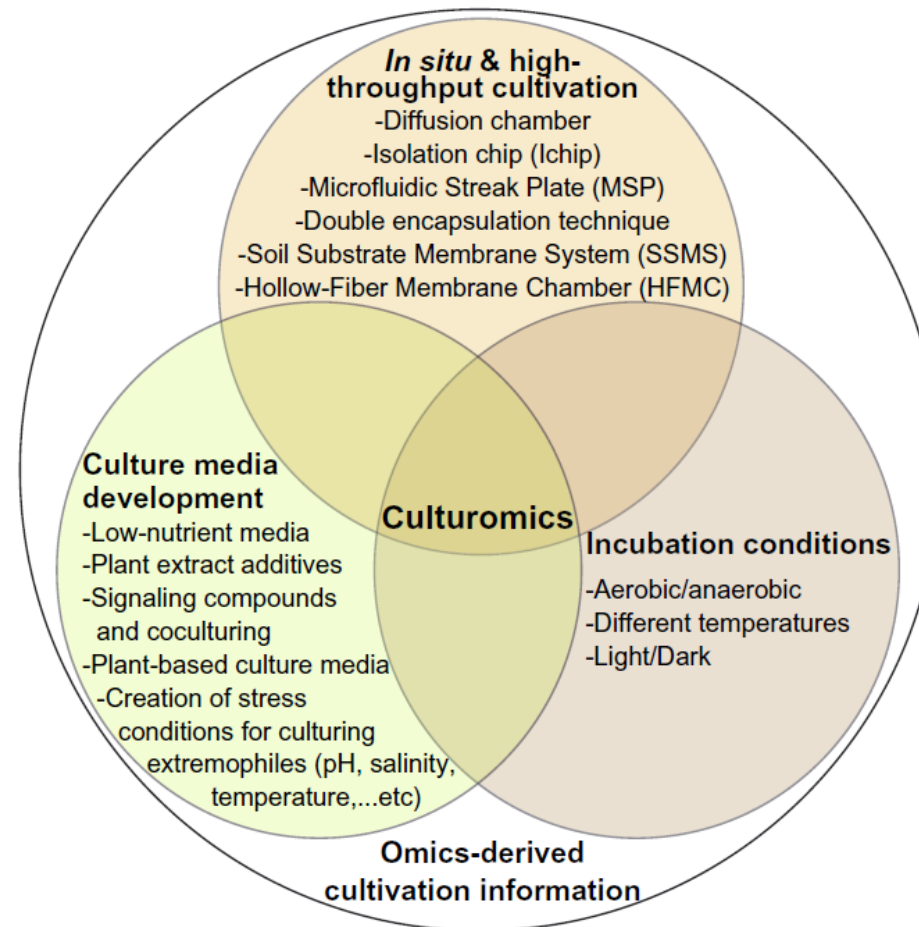 In situ & high-
throughput cultivation
-Diffusion chamber
-Isolation chip (Ichip)
-Microfluidic Streak Plate (MSP)
-Double encapsulation technique
-Soil Substrate Membrane System (SSMS)
-Hollow-Fiber Membrane Chamber (HFMC)
Culture media
development
-Low-nutrient media
-Plant extract additives
-Signaling compounds
and coculturing
-Plant-based culture media
-Creation of stress
conditions for culturing
extremophiles (pH, salinity,
temperature,...etc)
Culturomics
Incubation conditions
-Aerobic/anaerobic
-Different temperatures
-Light/Dark
Omics-derived
cultivation information